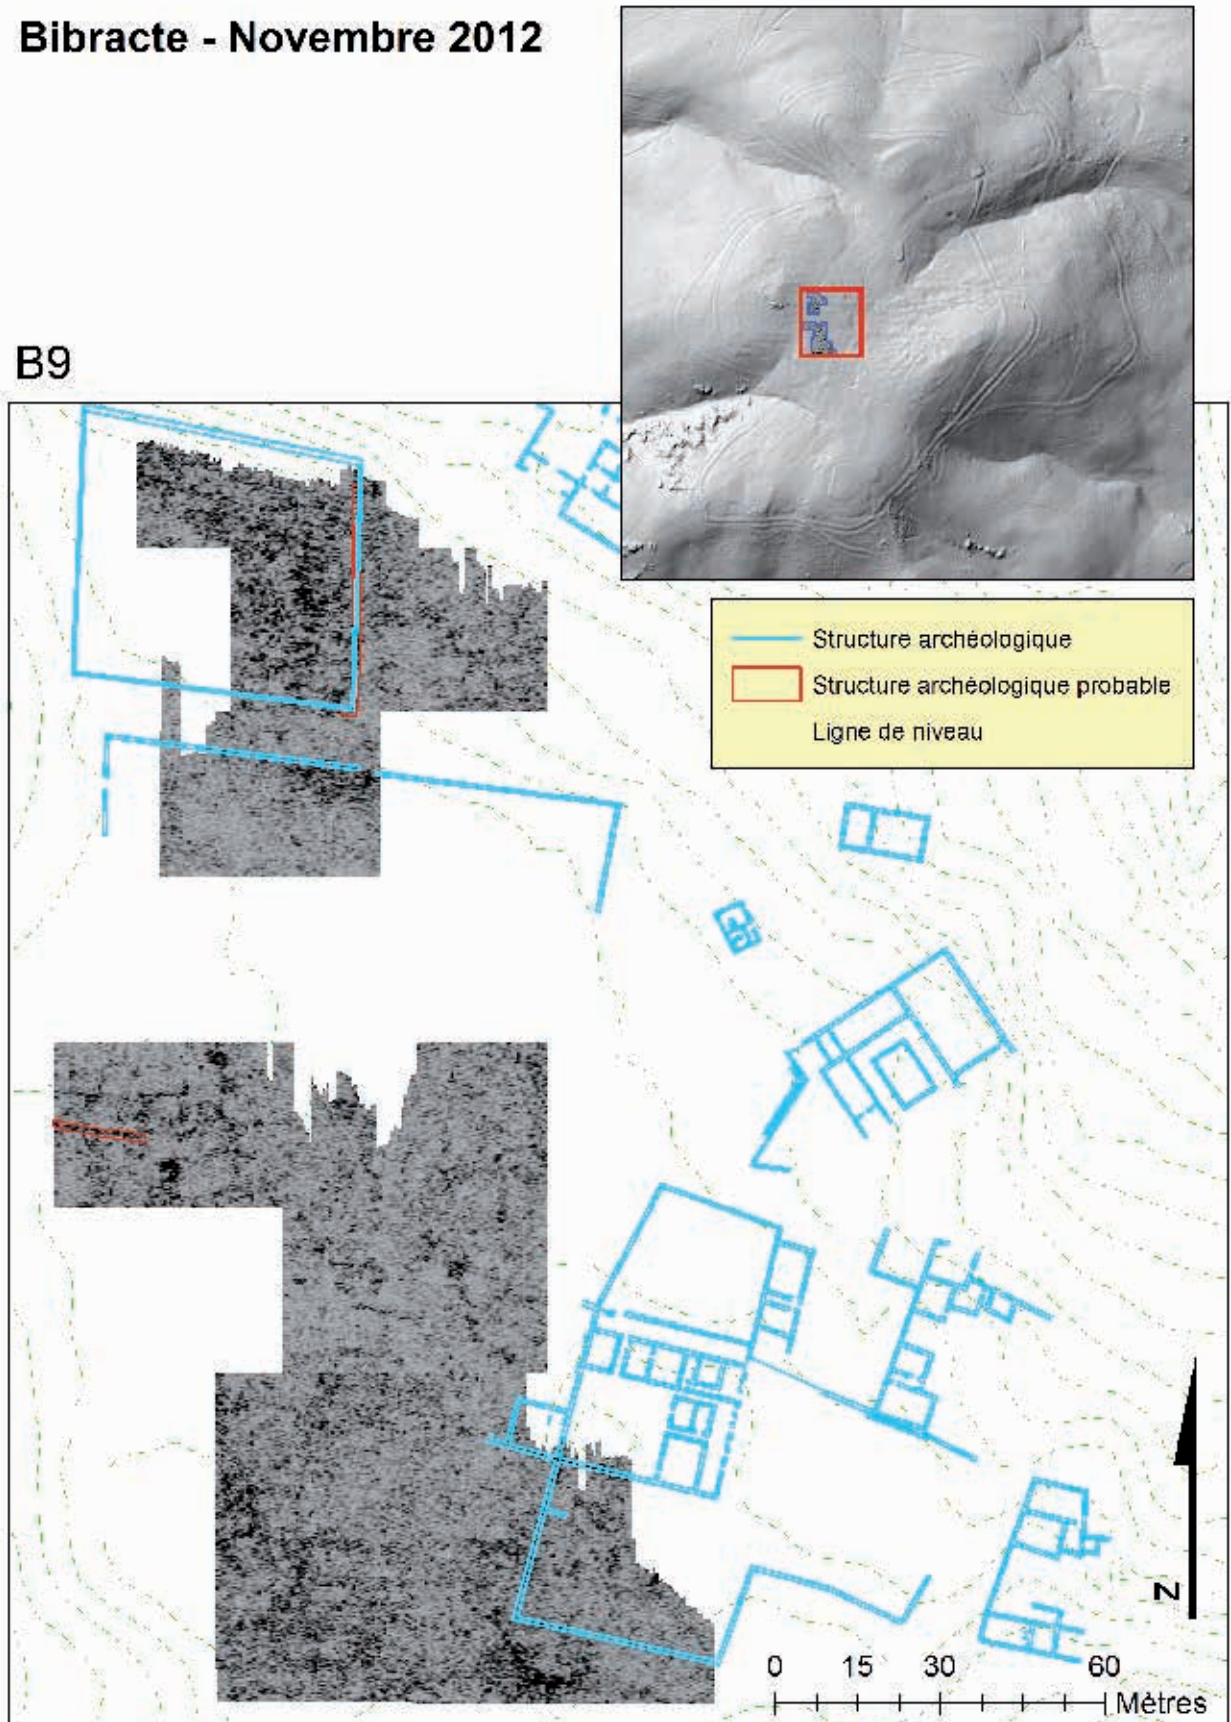 Bibracte - Novembre 2012
B9
Structure archéologique
Structure archéologique probable
Ligne de niveau
N
0 15 30 60
Mètres